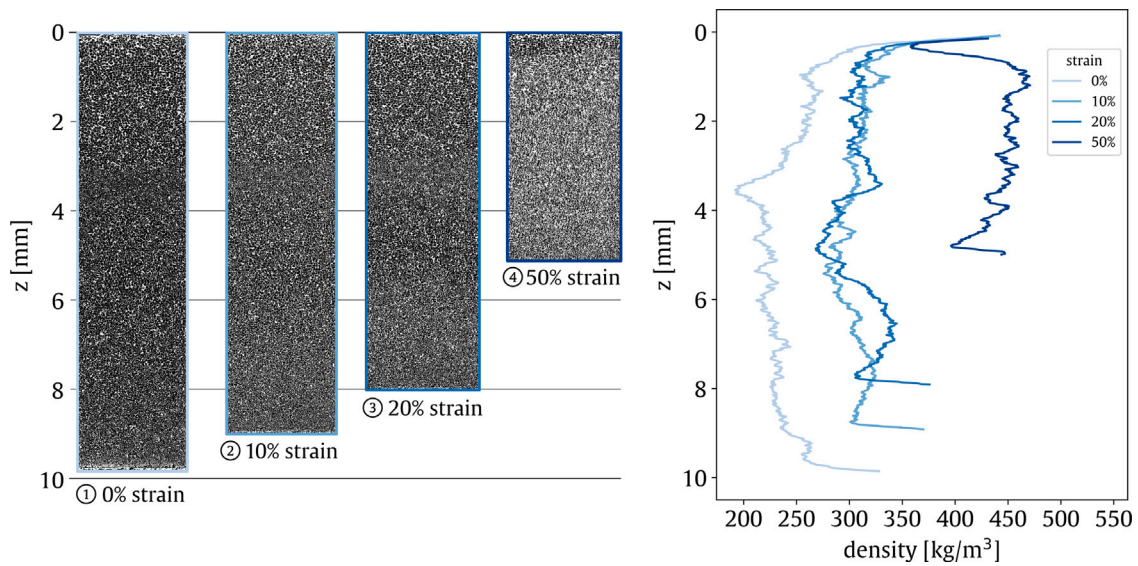 0
2
4
6
8
10
z [mm]
① 0% strain
② 10% strain
③ 20% strain
④ 50% strain
0
2
4
6
8
10
z [mm]
strain
0%
10%
20%
50%
200 250 300 350 400 450 500 550
density [kg/m³]